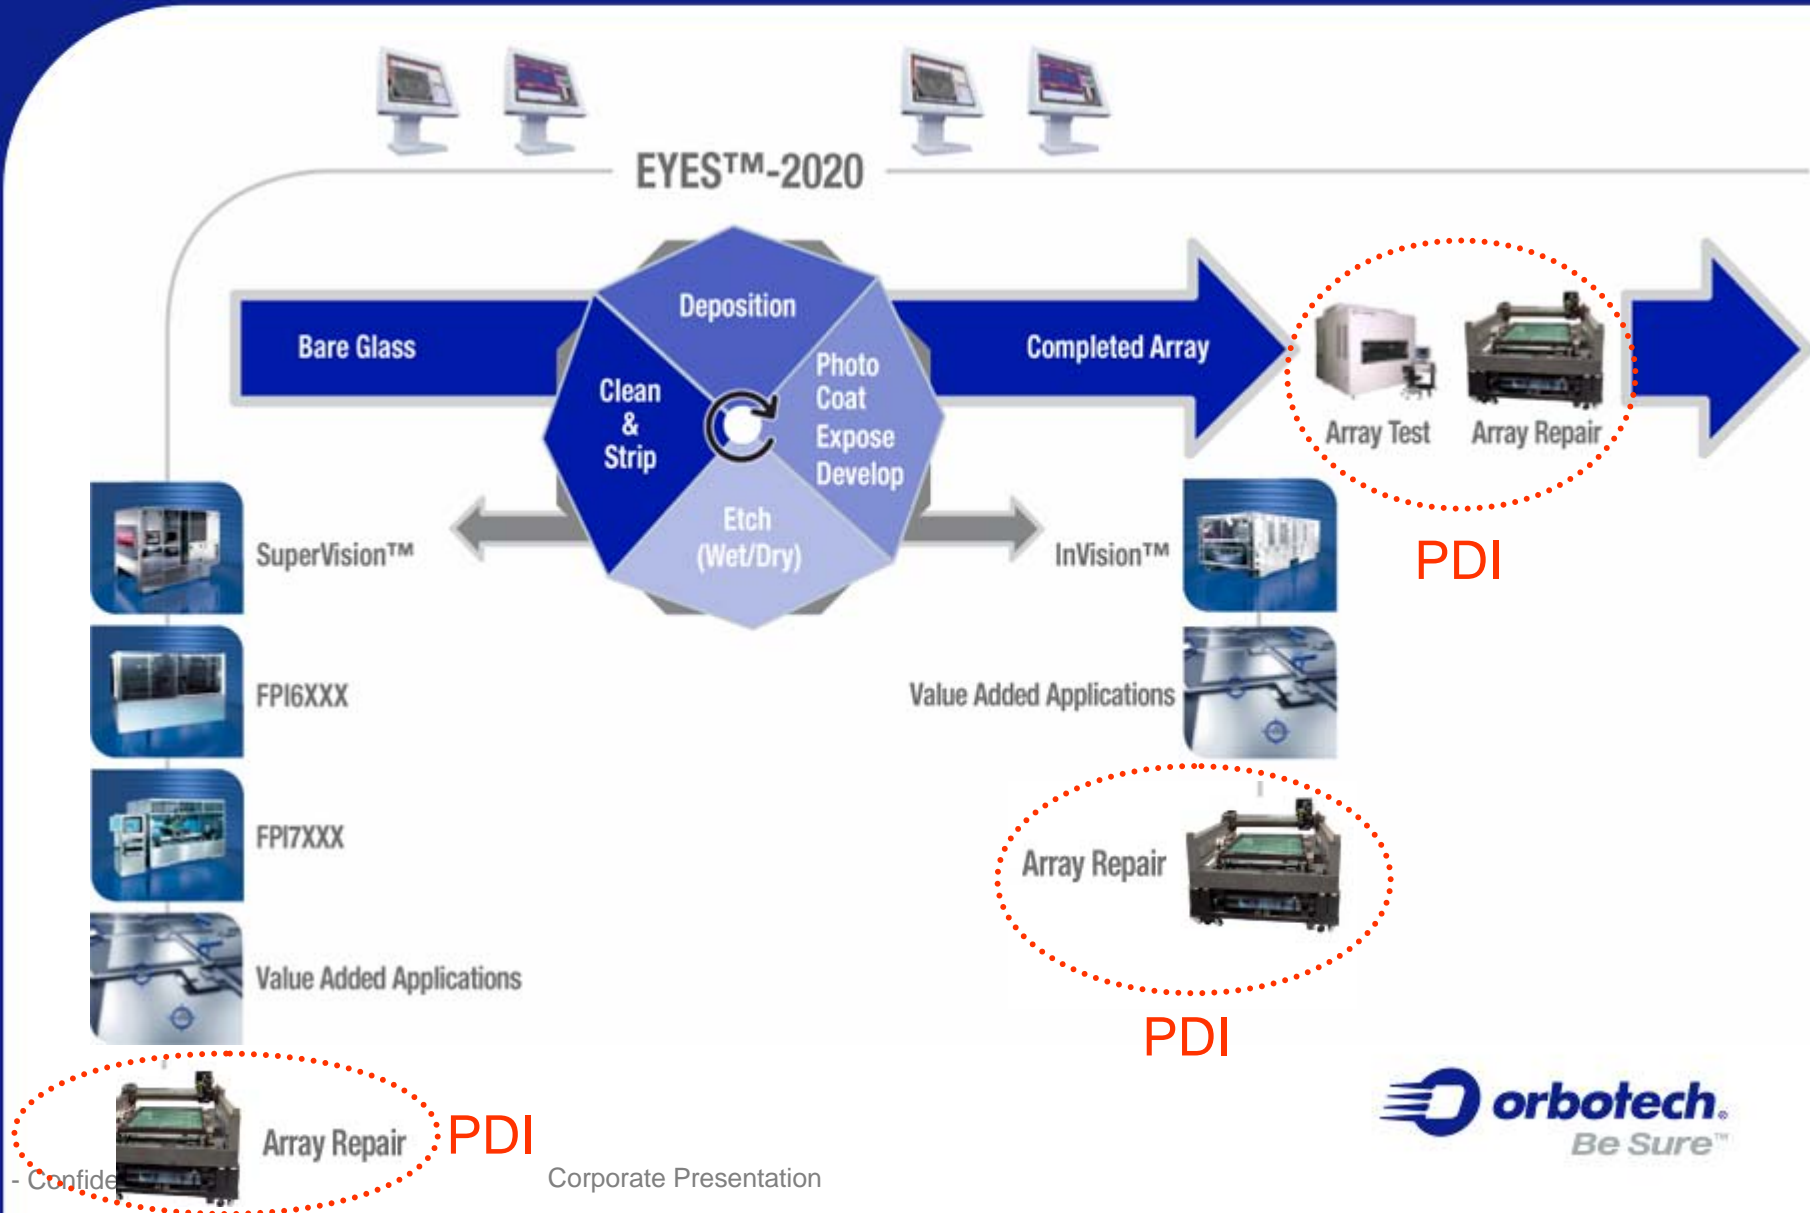 EYES™-2020
Bare Glass
Deposition
Clean
&
Strip
Photo
Coat
Expose
Develop
Etch
(Wet/Dry)
Completed Array
Array Test
Array Repair
PDI
SuperVision™
FPI6XXX
FPI7XXX
Value Added Applications
Array Repair
PDI
InVision™
Value Added Applications
Array Repair
PDI
orbotech®
Be Sure™
- Confide
Corporate Presentation